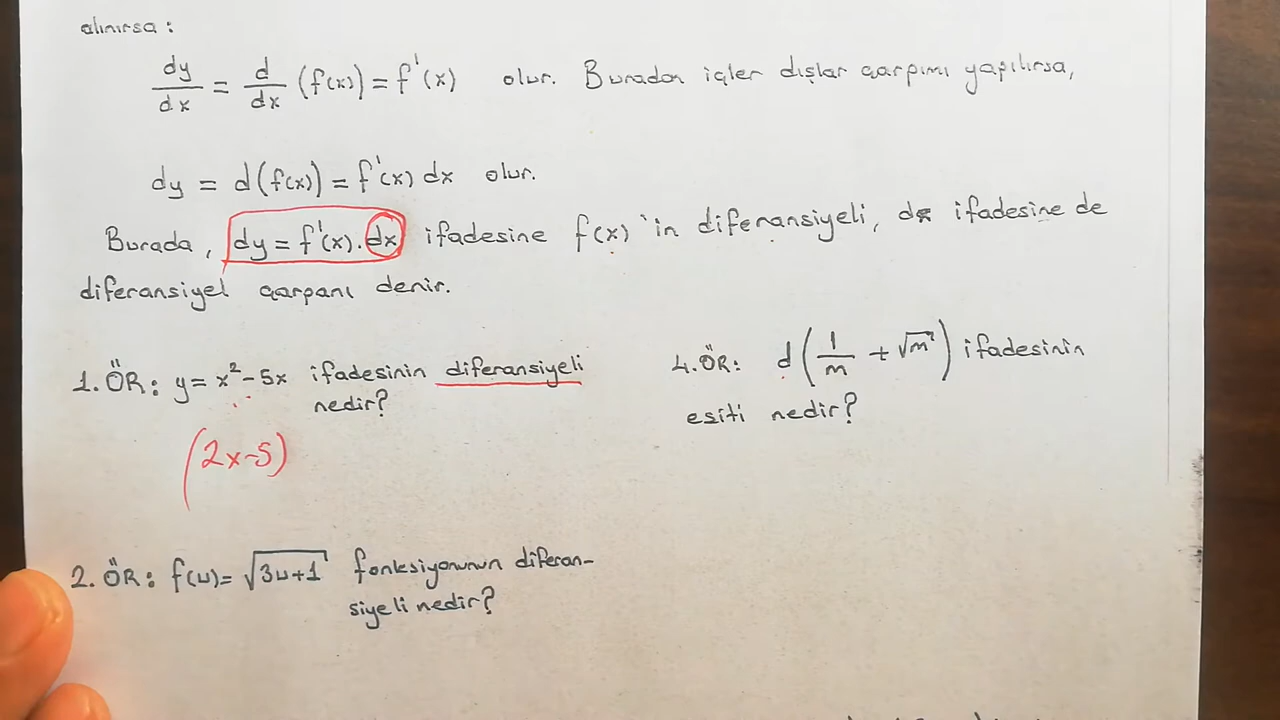 alınırsa :
dy/dx = d/dx (f(x)) = f'(x) olur. Buradan içler dışlar çarpımı yapılırsa,
dy = d(f(x)) = f'(x) dx olur.
Burada, dy = f'(x).dx ifadesine f(x)'in diferansiyeli, dx ifadesine de
diferansiyel çarpanı denir.
1. ÖR: y = x² - 5x ifadesinin diferansiyeli
nedir?
(2x-5)
2. ÖR: f(u) = √(3u+1) fonksiyonunun diferan-
siyeli nedir?
4. ÖR: d(1/m + √m) ifadesinin
esiti nedir?